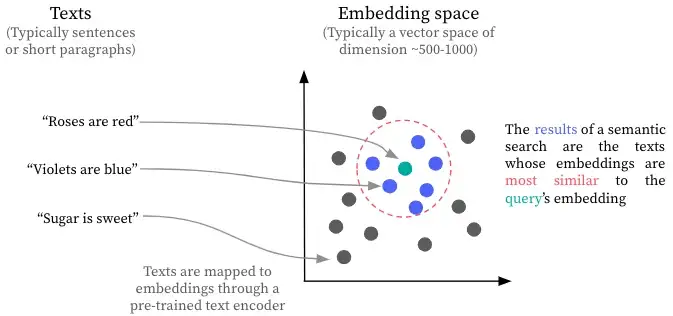 Texts
(Typically sentences
or short paragraphs)
Embedding space
(Typically a vector space of
dimension ~500-1000)
“Roses are red”
“Violets are blue”
“Sugar is sweet”
Texts are mapped to
embeddings through a
pre-trained text encoder
The results of a semantic
search are the texts
whose embeddings are
most similar to the
query’s embedding